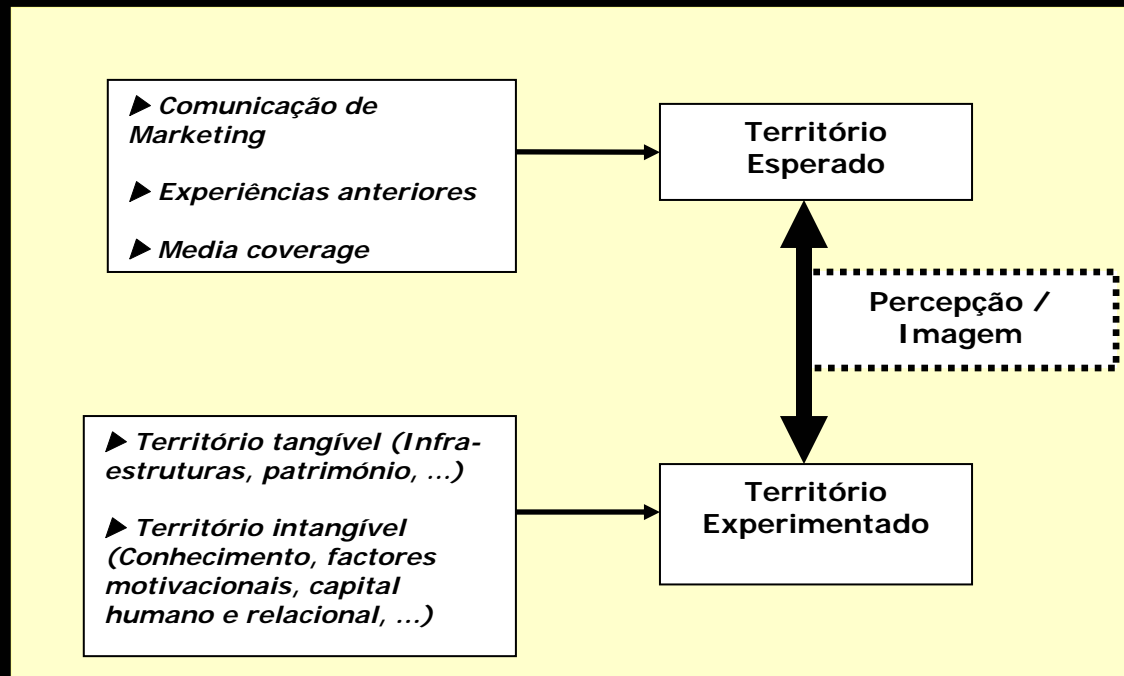 ► Comunicação de
Marketing
► Experiências anteriores
► Media coverage
Território
Esperado
Percepção /
Imagem
► Território tangível (Infra-
estruturas, património, ...)
► Território intangível
(Conhecimento, factores
motivacionais, capital
humano e relacional, ...)
Território
Experimentado